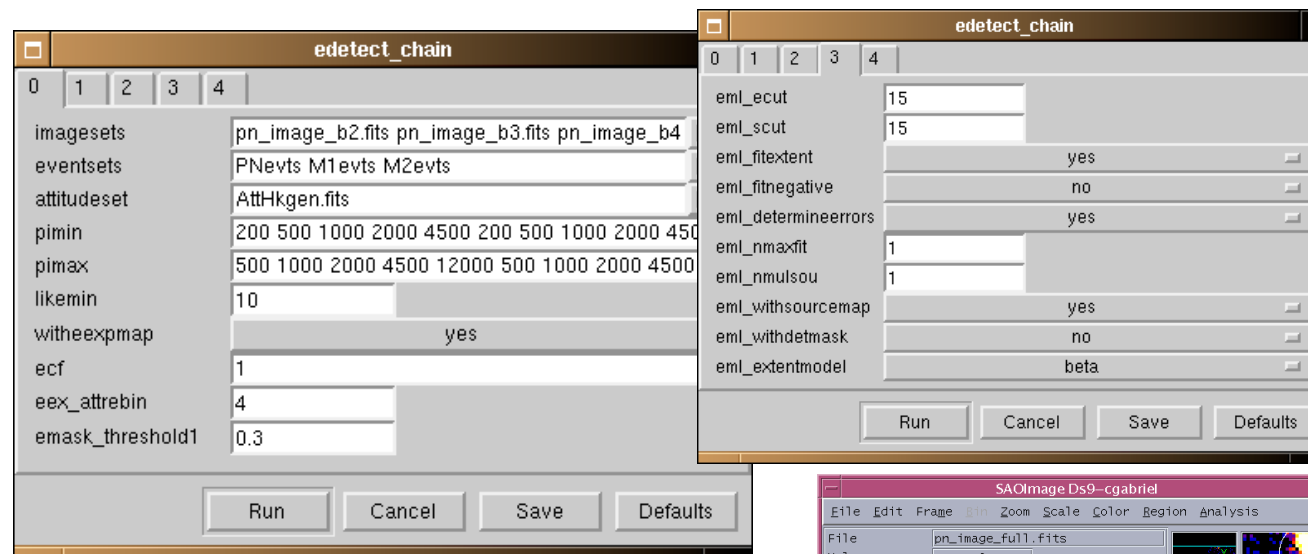 edetect_chain
0 1 2 3 4
imagesets pn_image_b2.fits pn_image_b3.fits pn_image_b4
eventsets PNevts M1evts M2evts
attitudeset AttHkgen.fits
pimin 200 500 1000 2000 4500 200 500 1000 2000 450
pimax 500 1000 2000 4500 12000 500 1000 2000 4500
likemin 10
witheexpmap yes
ecf 1
eex_attrebin 4
emask_threshold1 0.3
Run Cancel Save Defaults
edetect_chain
0 1 2 3 4
eml_ecut 15
eml_scut 15
eml_fitextent yes
eml_fitnegative no
eml_determineerrors yes
eml_nmaxfit 1
eml_nmulsou 1
eml_withsourcemap yes
eml_withdetmask no
eml_extentmodel beta
Run Cancel Save Defaults
SAOImage Ds9-cgabriel
File Edit Frame Bin Zoom Scale Color Region Analysis
File pn_image_full.fits